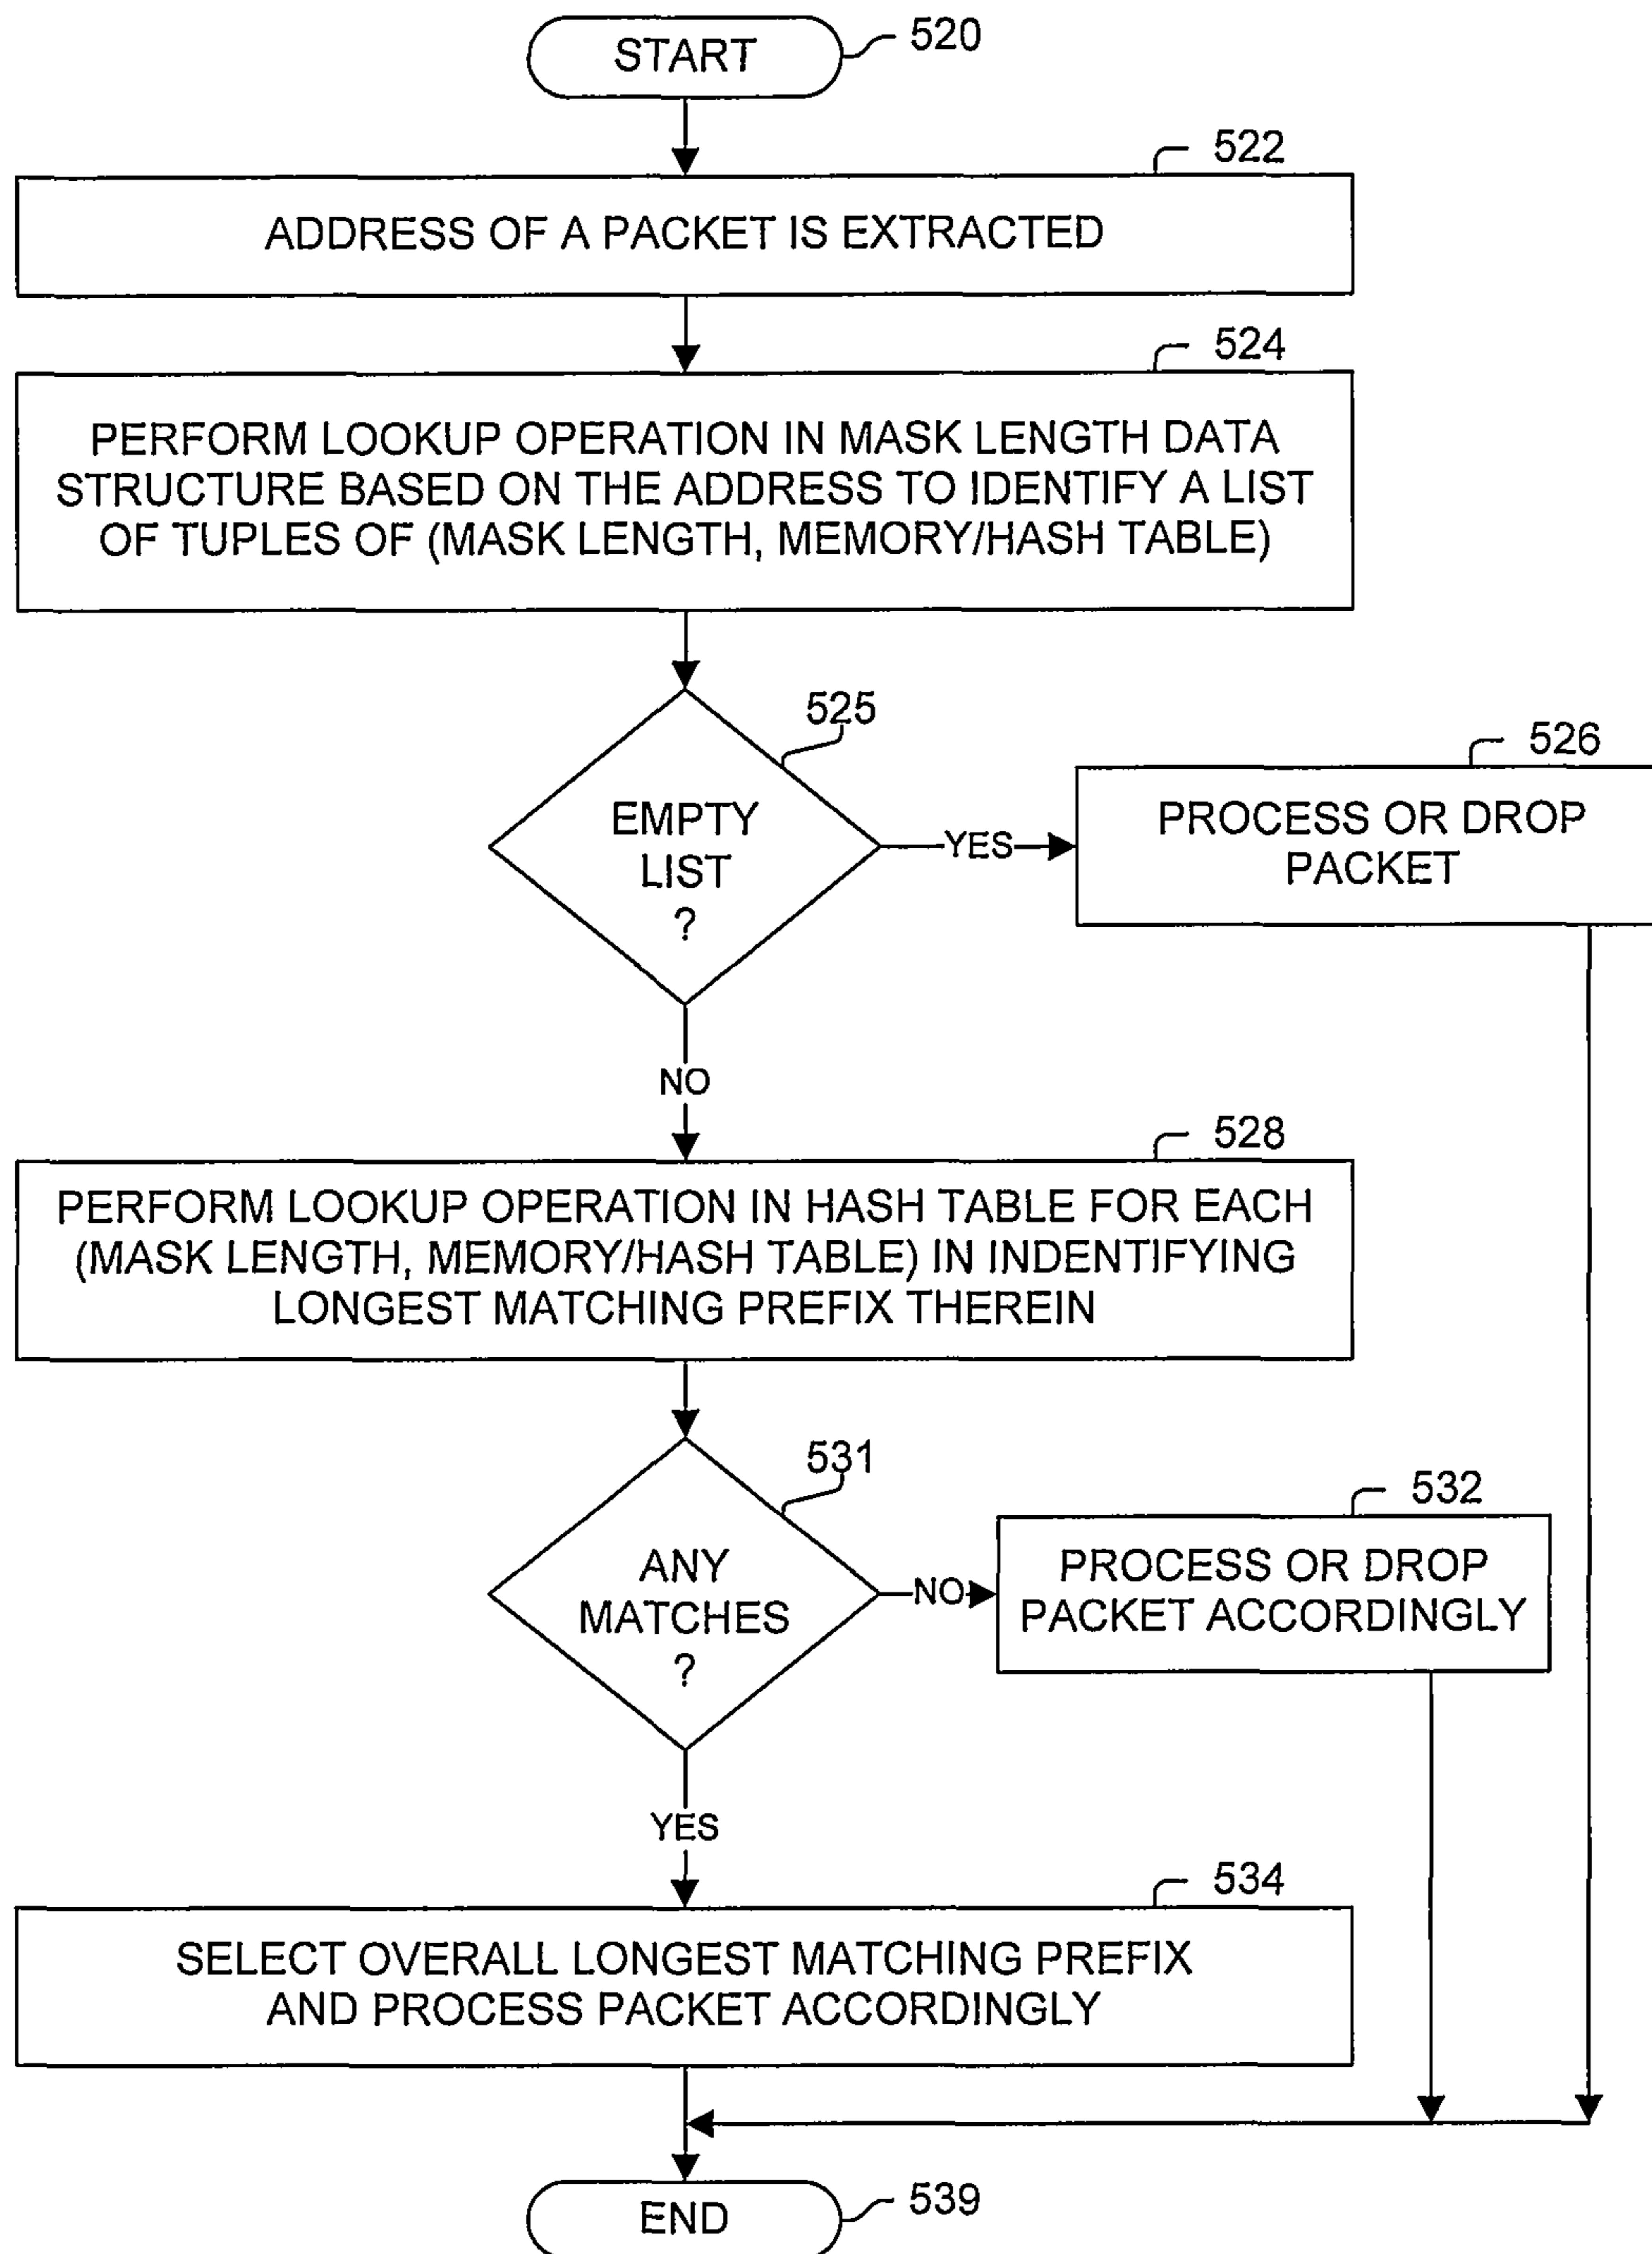 START
520
522
ADDRESS OF A PACKET IS EXTRACTED
524
PERFORM LOOKUP OPERATION IN MASK LENGTH DATA
STRUCTURE BASED ON THE ADDRESS TO IDENTIFY A LIST
OF TUPLES OF (MASK LENGTH, MEMORY/HASH TABLE)
525
EMPTY
LIST
?
YES
526
PROCESS OR DROP
PACKET
NO
528
PERFORM LOOKUP OPERATION IN HASH TABLE FOR EACH
(MASK LENGTH, MEMORY/HASH TABLE) IN INDENTIFYING
LONGEST MATCHING PREFIX THEREIN
531
ANY
MATCHES
?
NO
532
PROCESS OR DROP
PACKET ACCORDINGLY
YES
534
SELECT OVERALL LONGEST MATCHING PREFIX
AND PROCESS PACKET ACCORDINGLY
END
539